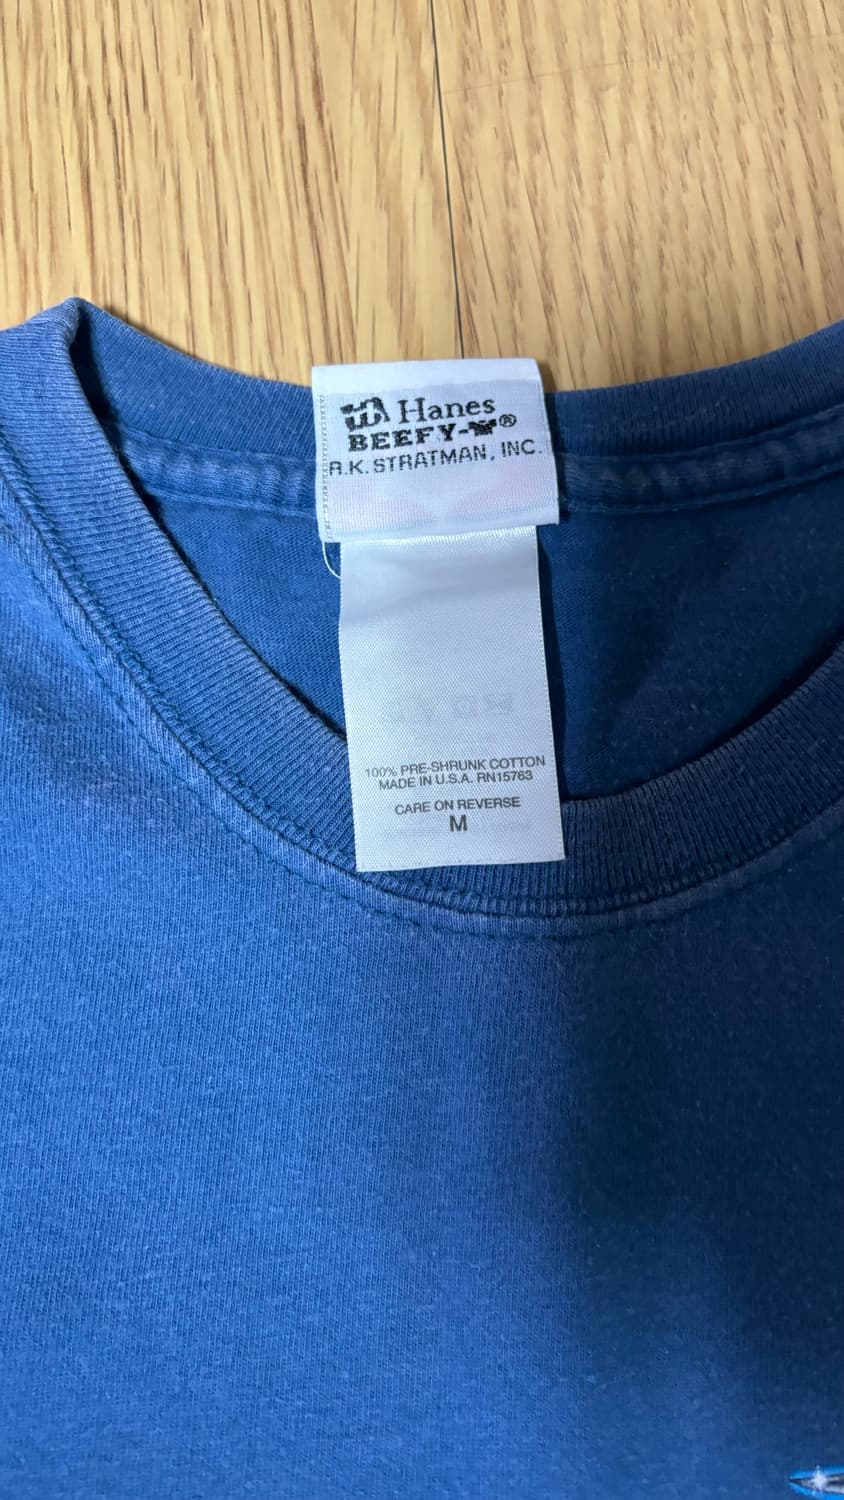 Hanes
BEEFY-®
R.K. STRATMAN, INC.
100% PRE-SHRUNK COTTON
MADE IN U.S.A. RN15763
CARE ON REVERSE
M